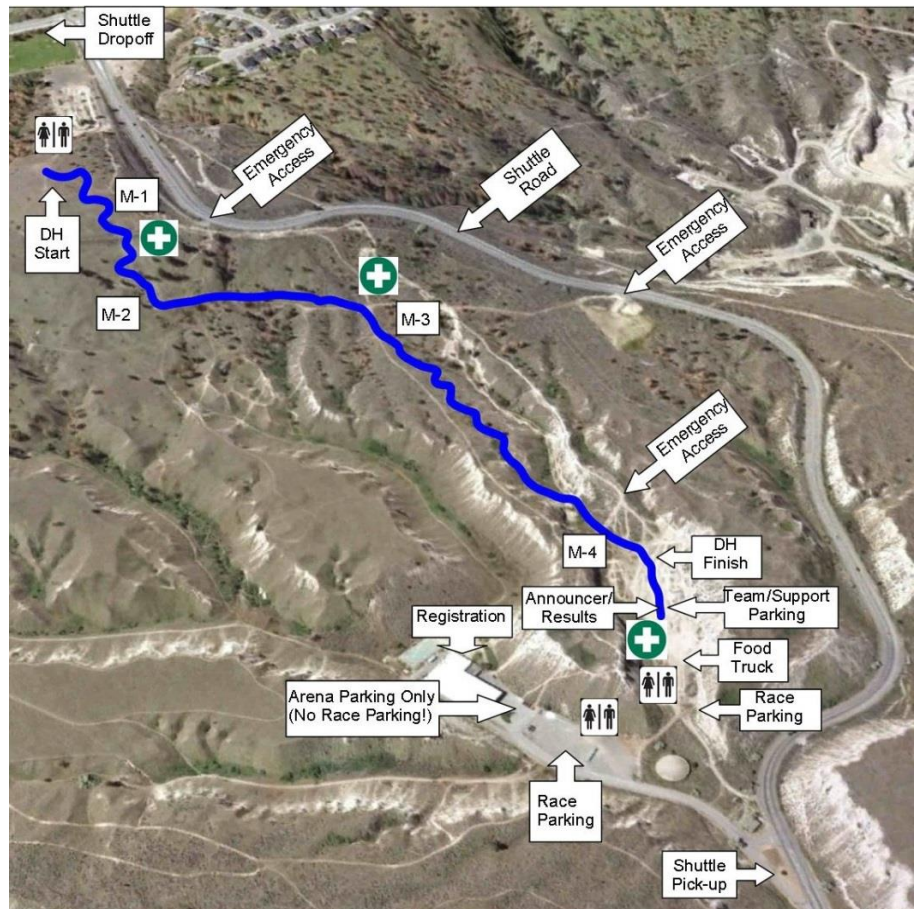 Shuttle
Dropoff
Emergency
Access
Shuttle
Road
M-1
DH
Start
Emergency
Access
M-2
M-3
Emergency
Access
DH
Finish
M-4
Announcer/
Results
Team/Support
Parking
Registration
Food
Truck
Arena Parking Only
(No Race Parking!)
Race
Parking
Race
Parking
Shuttle
Pick-up